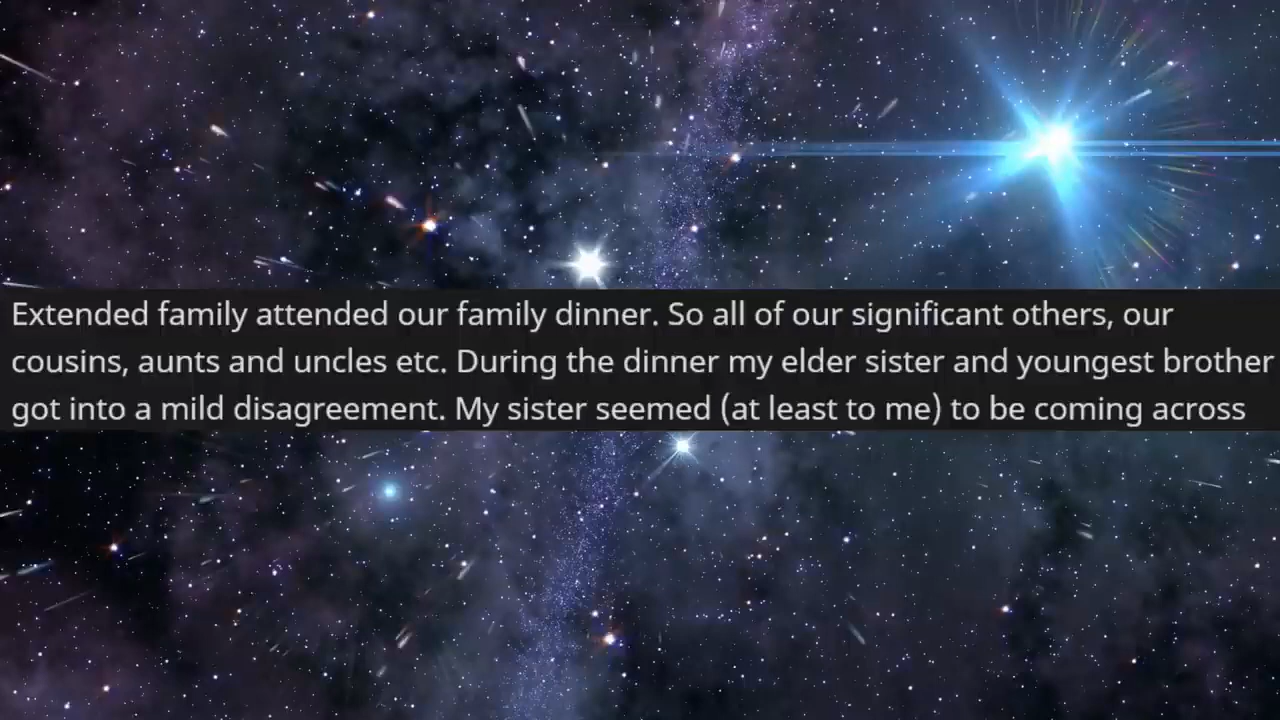 Extended family attended our family dinner. So all of our significant others, our
cousins, aunts and uncles etc. During the dinner my elder sister and youngest brother
got into a mild disagreement. My sister seemed (at least to me) to be coming across